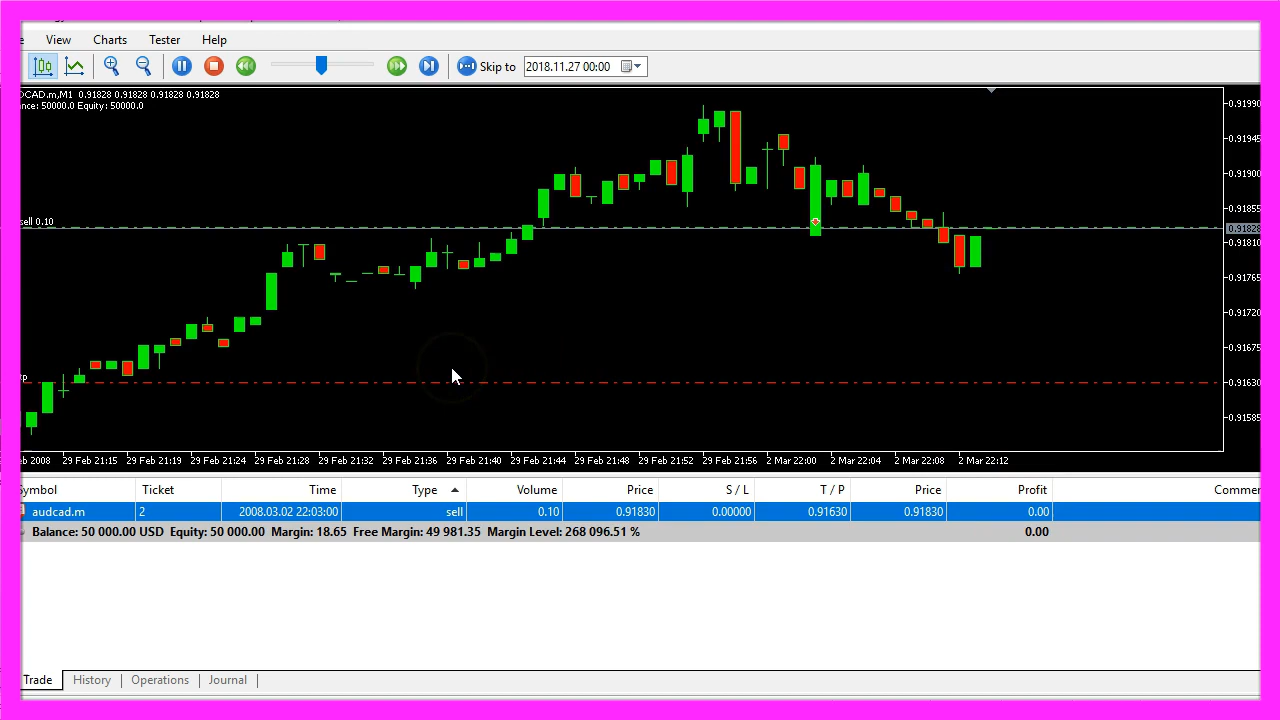 View Charts Tester Help
Skip to 2018.11.27 00:00
DCAD.m,M1 0.91828 0.91828 0.91828 0.91828
nce: 50000.0 Equity: 50000.0
0.91990
0.91945
0.91900
0.91855
sell 0.10
0.91828
0.91810
0.91765
0.91720
0.91675
tp
0.91630
0.91585
eb 2008 29 Feb 21:15 29 Feb 21:19 29 Feb 21:24 29 Feb 21:28 29 Feb 21:32 29 Feb 21:36 29 Feb 21:40 29 Feb 21:44 29 Feb 21:48 29 Feb 21:52 29 Feb 21:56 2 Mar 22:00 2 Mar 22:04 2 Mar 22:08 2 Mar 22:12
Symbol Ticket Time Type Volume Price S / L T / P Price Profit Commen
audcad.m 2 2008.03.02 22:03:00 sell 0.10 0.91830 0.00000 0.91630 0.91830 0.00
Balance: 50 000.00 USD Equity: 50 000.00 Margin: 18.65 Free Margin: 49 981.35 Margin Level: 268 096.51 % 0.00
Trade History Operations Journal